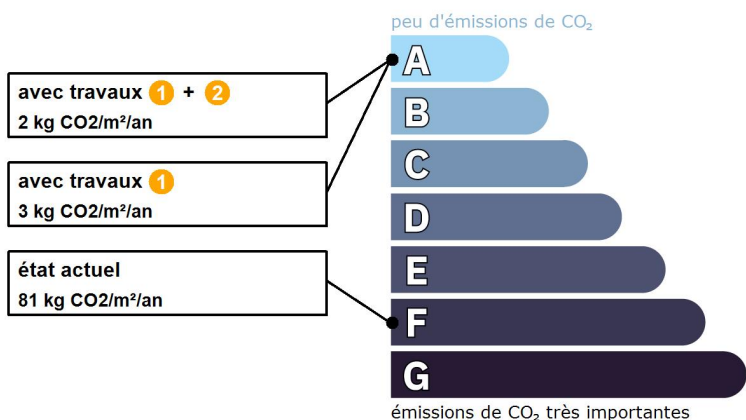 peu d'émissions de CO₂
A
avec travaux 1 + 2
2 kg CO2/m²/an
B
avec travaux 1
3 kg CO2/m²/an
C
D
état actuel
81 kg CO2/m²/an
E
F
G
émissions de CO₂ très importantes